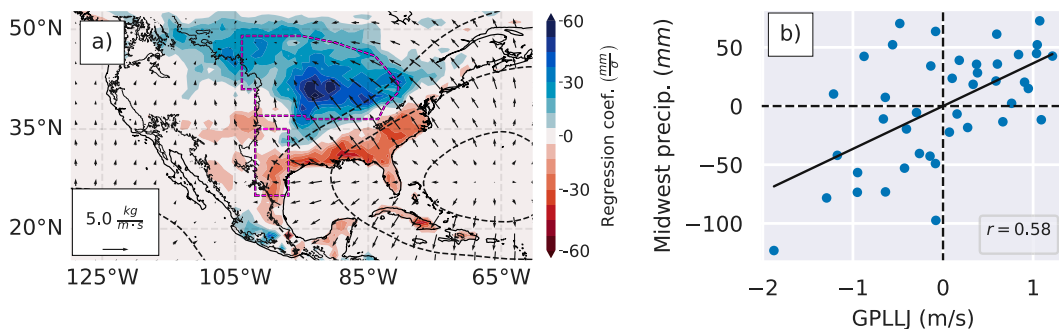 a)
50°N
35°N
20°N
125°W
105°W
85°W
65°W
5.0 kg/m·s
60
30
-0
-30
-60
Regression coef. (mm/σ)
b)
Midwest precip. (mm)
50
0
−50
−100
r = 0.58
−2
−1
0
1
GPLLJ (m/s)